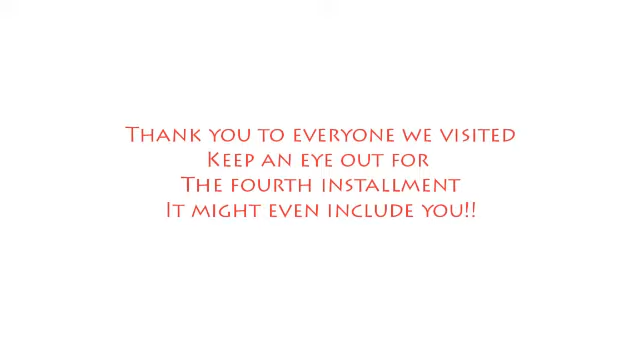 Thank you to everyone we visited
Keep an eye out for
The fourth installment
It might even include you!!